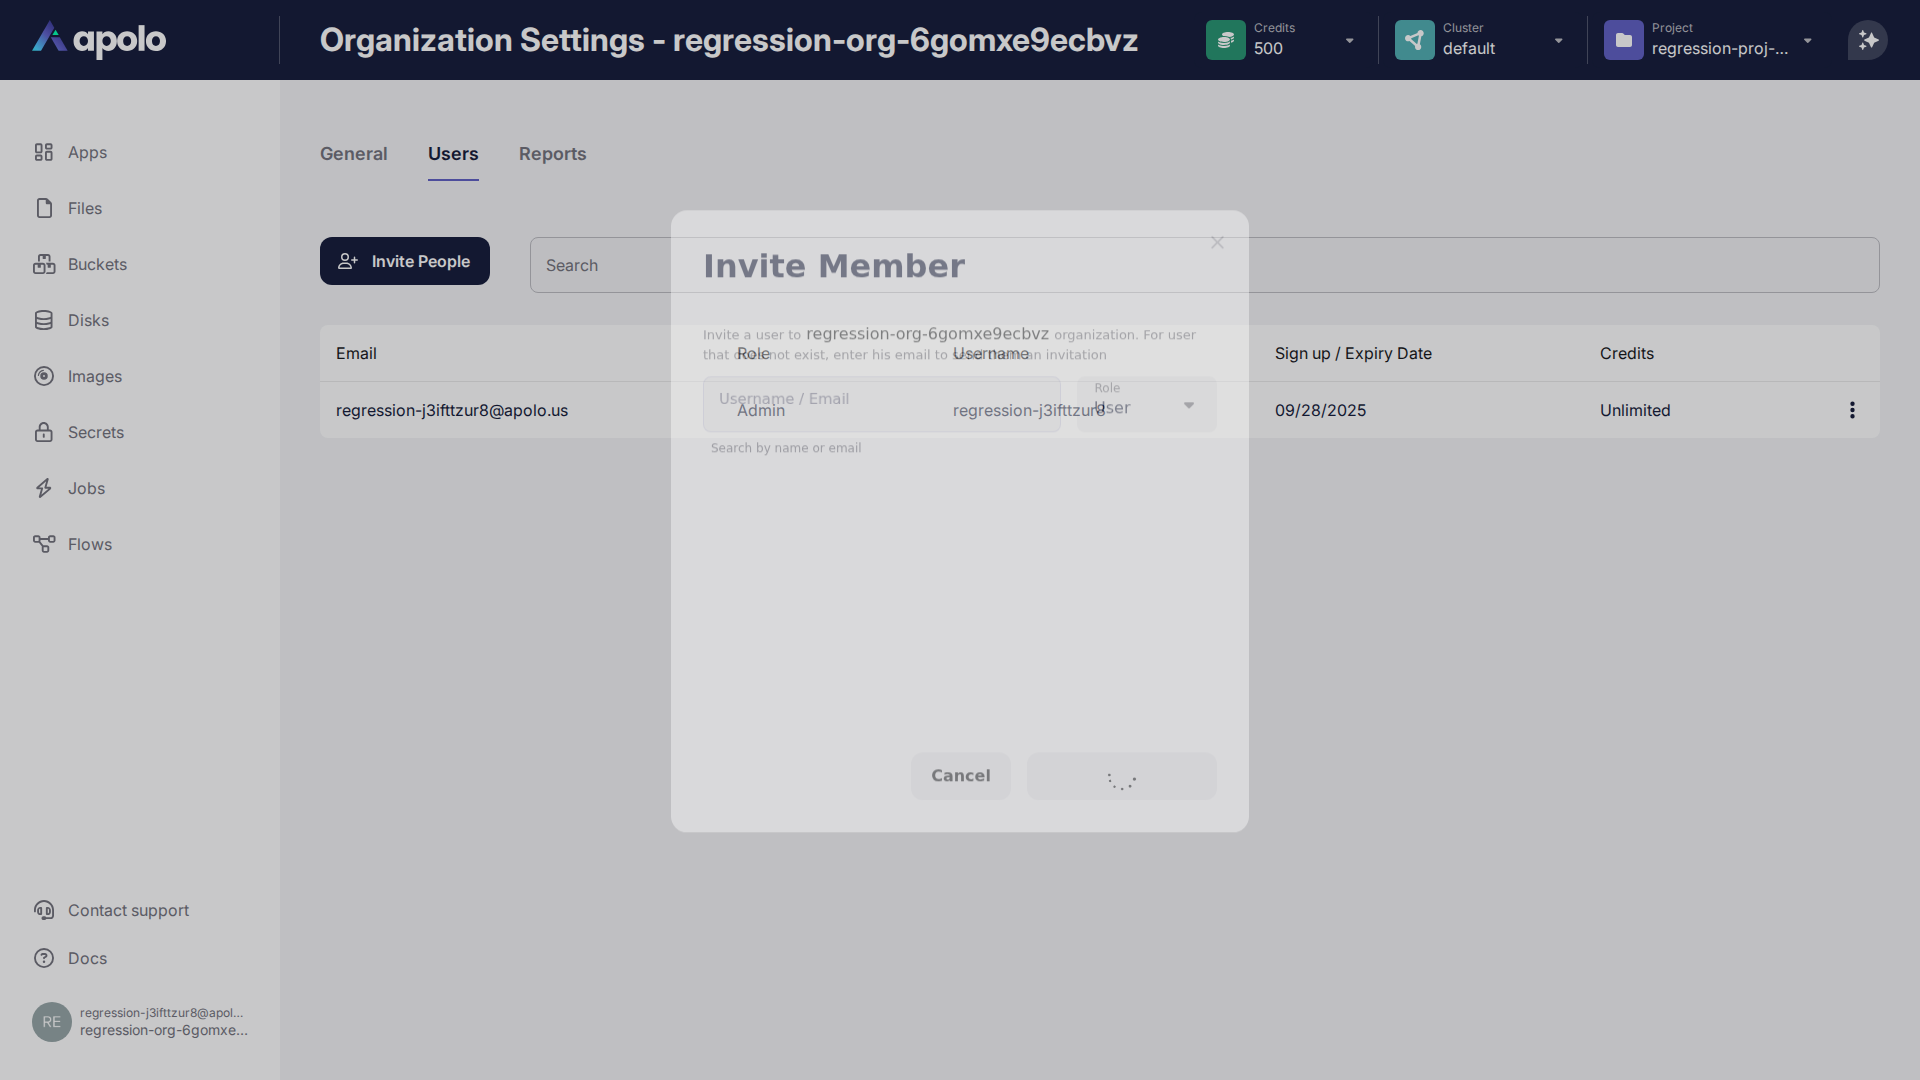 apolo
Organization Settings - regression-org-6gomxe9ecbvz
Credits
500
Cluster
default
Project
regression-proj-...
Apps
Files
Buckets
Disks
Images
Secrets
Jobs
Flows
Contact support
Docs
RE
regression-j3ifttzur8@apol...
regression-org-6gomxe...
General Users Reports
Invite People
Search
Email Role Username Sign up / Expiry Date Credits
regression-j3ifttzur8@apolo.us Admin regression-j3ifttzur8 09/28/2025 Unlimited
Invite Member
Invite a user to regression-org-6gomxe9ecbvz organization. For user
that does not exist, enter his email to send them an invitation
Username / Email
Role
User
Search by name or email
Cancel